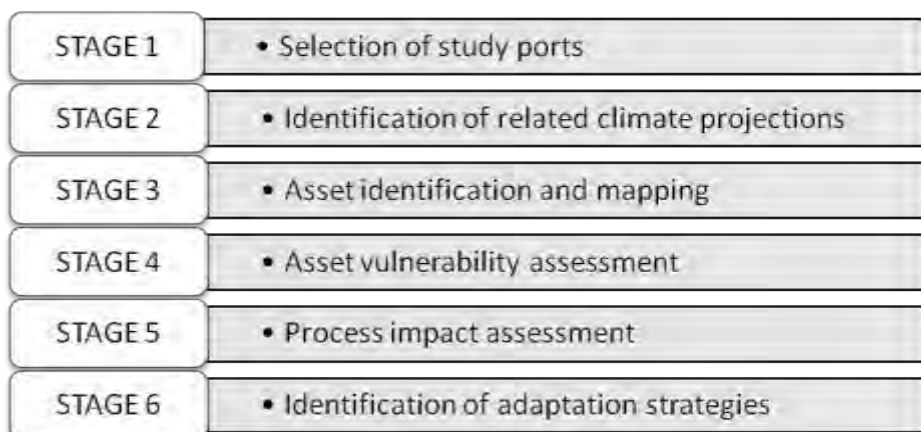 STAGE 1 • Selection of study ports
STAGE 2 • Identification of related climate projections
STAGE 3 • Asset identification and mapping
STAGE 4 • Asset vulnerability assessment
STAGE 5 • Process impact assessment
STAGE 6 • Identification of adaptation strategies